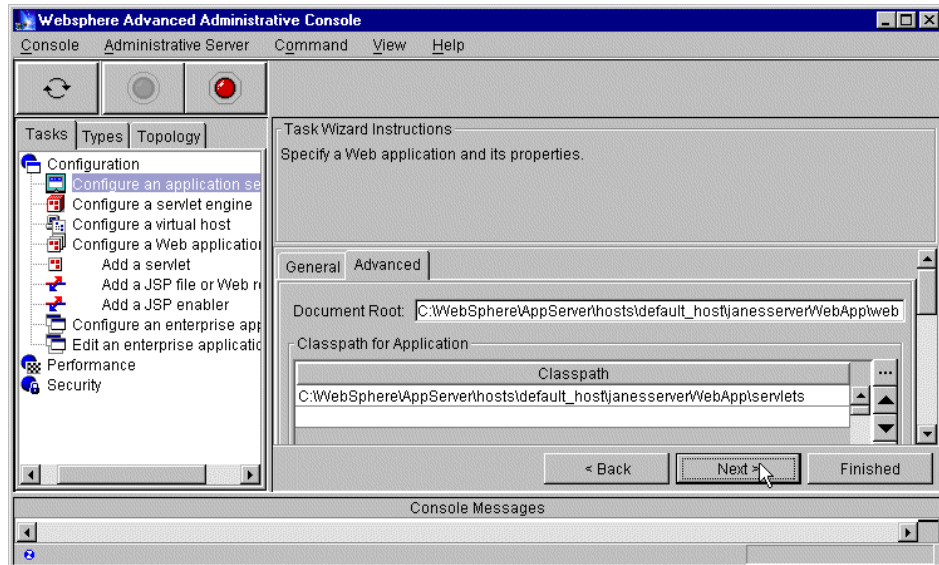 Websphere Advanced Administrative Console
Console Administrative Server Command View Help
Tasks Types Topology
Configuration
Configure an application se
Configure a servlet engine
Configure a virtual host
Configure a Web application
Add a servlet
Add a JSP file or Web r
Add a JSP enabler
Configure an enterprise app
Edit an enterprise applicatio
Performance
Security
Task Wizard Instructions
Specify a Web application and its properties.
General Advanced
Document Root: C:\WebSphere\AppServer\hosts\default_host\janesserverWebApp\web
Classpath for Application
Classpath
...
C:\WebSphere\AppServer\hosts\default_host\janesserverWebApp\servlets
< Back Next > Finished
Console Messages